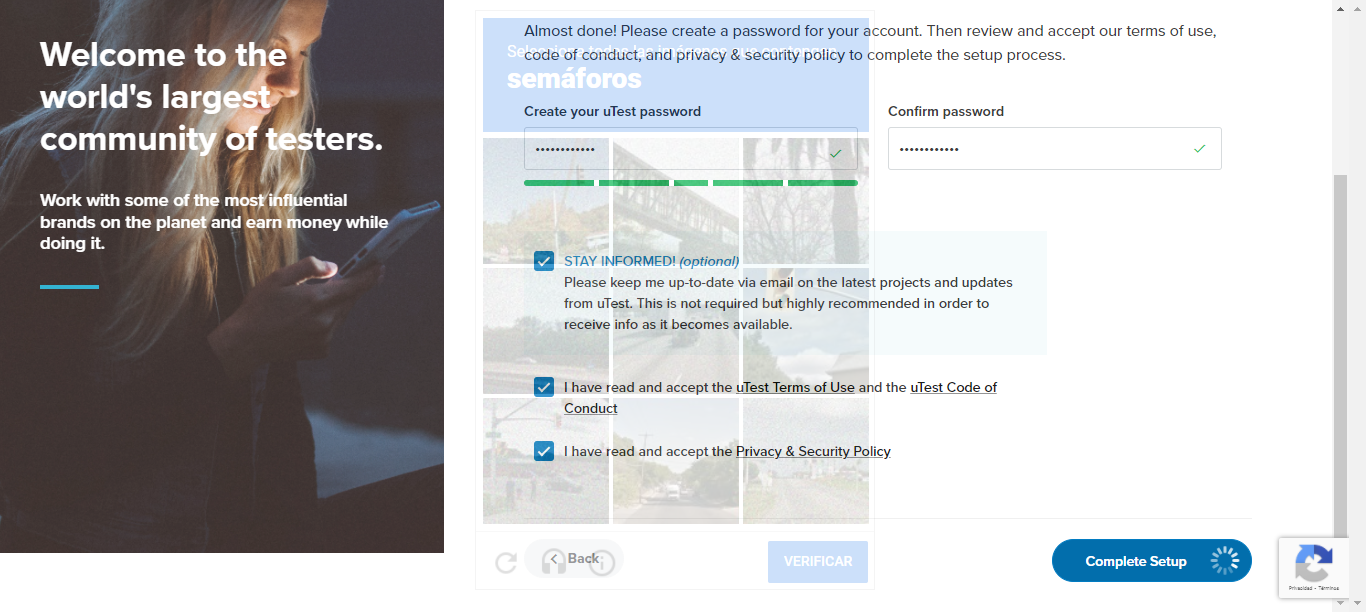 Welcome to the
world's largest
community of testers.
Work with some of the most influential
brands on the planet and earn money while
doing it.
Almost done! Please create a password for your account. Then review and accept our terms of use,
code of conduct, and privacy & security policy to complete the setup process.
Selecciona todas las imágenes que contengan
semáforos
Create your uTest password
Confirm password
••••••••••••
••••••••••••
STAY INFORMED! (optional)
Please keep me up-to-date via email on the latest projects and updates
from uTest. This is not required but highly recommended in order to
receive info as it becomes available.
I have read and accept the uTest Terms of Use and the uTest Code of
Conduct
I have read and accept the Privacy & Security Policy
Back
VERIFICAR
Complete Setup
Privacidad - Términos